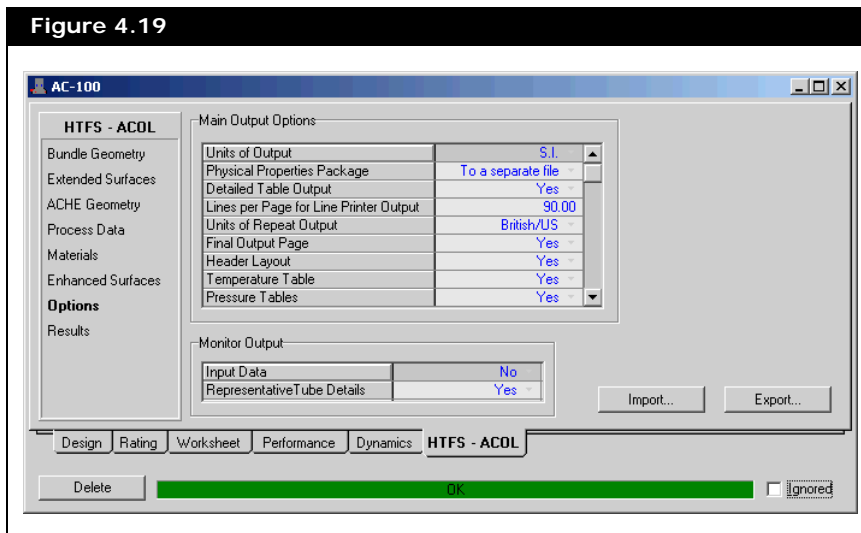 Figure 4.19
AC-100
HTFS - ACOL
Bundle Geometry
Extended Surfaces
ACHE Geometry
Process Data
Materials
Enhanced Surfaces
Options
Results
Main Output Options
Units of Output S.I.
Physical Properties Package To a separate file
Detailed Table Output Yes
Lines per Page for Line Printer Output 90.00
Units of Repeat Output British/US
Final Output Page Yes
Header Layout Yes
Temperature Table Yes
Pressure Tables Yes
Monitor Output
Input Data No
RepresentativeTube Details Yes
Import... Export...
Design Rating Worksheet Performance Dynamics HTFS - ACOL
Delete OK Ignored